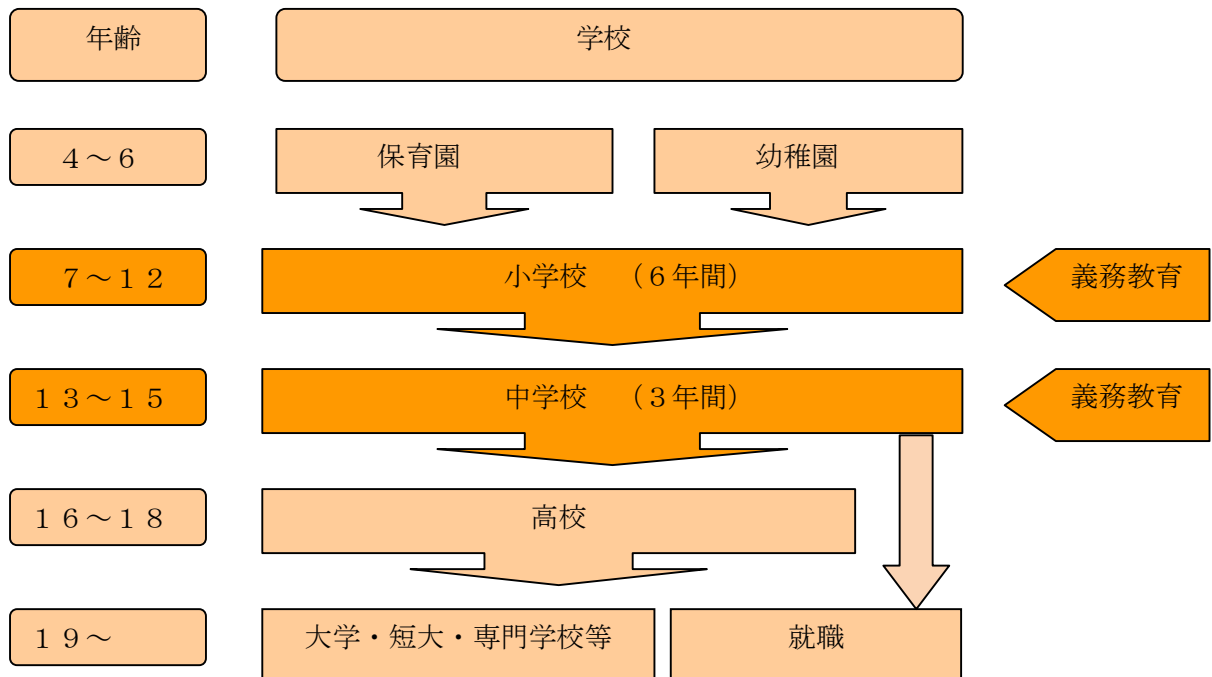 年齢 学校
４～６ 保育園 幼稚園
７～１２ 小学校 （６年間） 義務教育
１３～１５ 中学校 （３年間） 義務教育
１６～１８ 高校
１９～ 大学・短大・専門学校等 就職